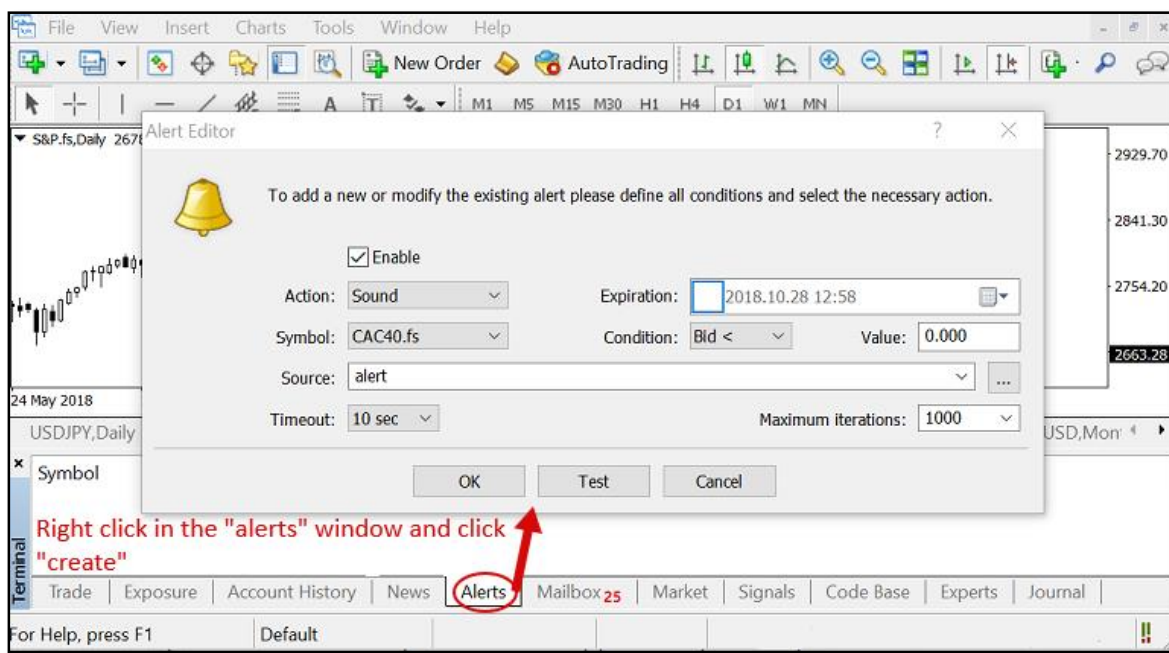 File View Insert Charts Tools Window Help
New Order AutoTrading
A T M1 M5 M15 M30 H1 H4 D1 W1 MN
Alert Editor ?
S&P.fs,Daily 2678
2929.70
To add a new or modify the existing alert please define all conditions and select the necessary action.
2841.30
Enable
Action: Sound Expiration: 2018.10.28 12:58
2754.20
Symbol: CAC40.fs Condition: Bid < Value: 0.000
2663.28
Source: alert ...
24 May 2018
Timeout: 10 sec Maximum iterations: 1000
USDJPY,Daily USD,Mon
Symbol
OK Test Cancel
Right click in the "alerts" window and click
"create"
Terminal
Trade Exposure Account History News Alerts Mailbox 25 Market Signals Code Base Experts Journal
For Help, press F1 Default